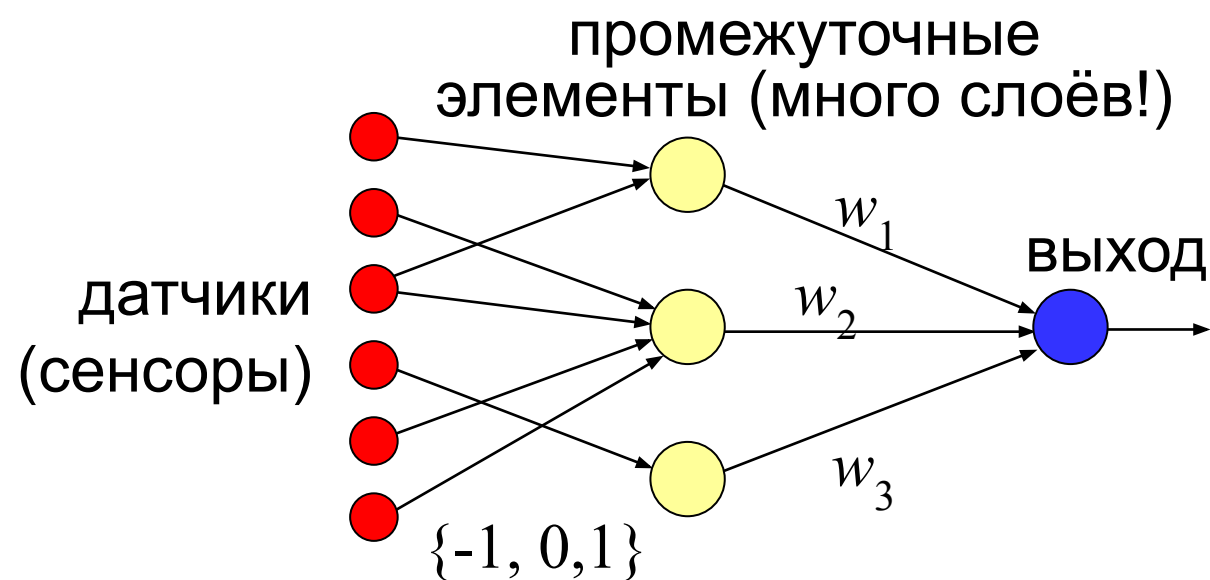 промежуточные
элементы (много слоёв!)
w1
выход
датчики
(сенсоры)
w2
w3
{-1, 0,1}